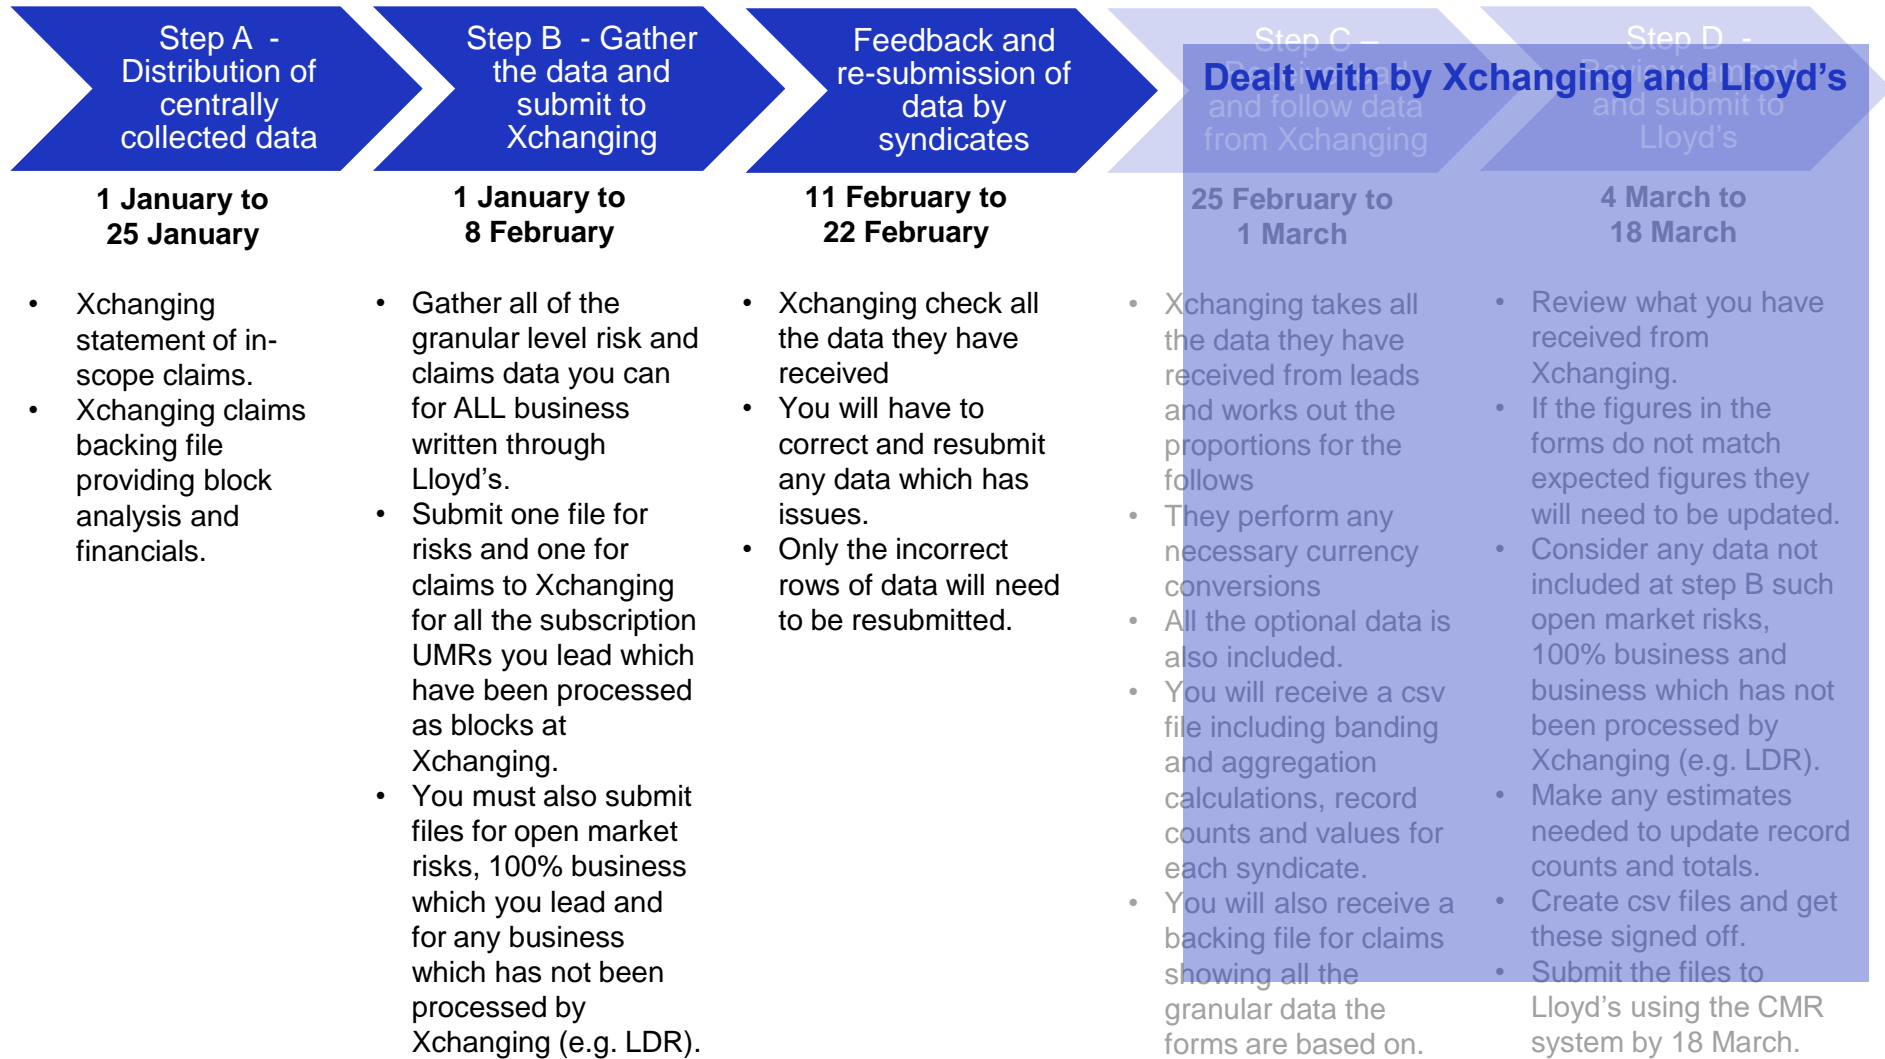 Step A  -
Distribution of
centrally
collected data
Step B  - Gather
the data and
submit to
Xchanging
Feedback and
re-submission of
data by
syndicates
Step C –
Receive lead
and follow data
from Xchanging
Step D  -
Review, amend
and submit to
Lloyd's
Dealt with by Xchanging and Lloyd's
1 January to
25 January
• Xchanging
statement of in-
scope claims.
• Xchanging claims
backing file
providing block
analysis and
financials.
1 January to
8 February
• Gather all of the
granular level risk and
claims data you can
for ALL business
written through
Lloyd's.
• Submit one file for
risks and one for
claims to Xchanging
for all the subscription
UMRs you lead which
have been processed
as blocks at
Xchanging.
• You must also submit
files for open market
risks, 100% business
which you lead and
for any business
which has not been
processed by
Xchanging (e.g. LDR).
11 February to
22 February
• Xchanging check all
the data they have
received
• You will have to
correct and resubmit
any data which has
issues.
• Only the incorrect
rows of data will need
to be resubmitted.
25 February to
1 March
• Xchanging takes all
the data they have
received from leads
and works out the
proportions for the
follows
• They perform any
necessary currency
conversions
• All the optional data is
also included.
• You will receive a csv
file including banding
and aggregation
calculations, record
counts and values for
each syndicate.
• You will also receive a
backing file for claims
showing all the
granular data the
forms are based on.
4 March to
18 March
• Review what you have
received from
Xchanging.
• If the figures in the
forms do not match
expected figures they
will need to be updated.
• Consider any data not
included at step B such
open market risks,
100% business and
business which has not
been processed by
Xchanging (e.g. LDR).
• Make any estimates
needed to update record
counts and totals.
• Create csv files and get
these signed off.
• Submit the files to
Lloyd's using the CMR
system by 18 March.